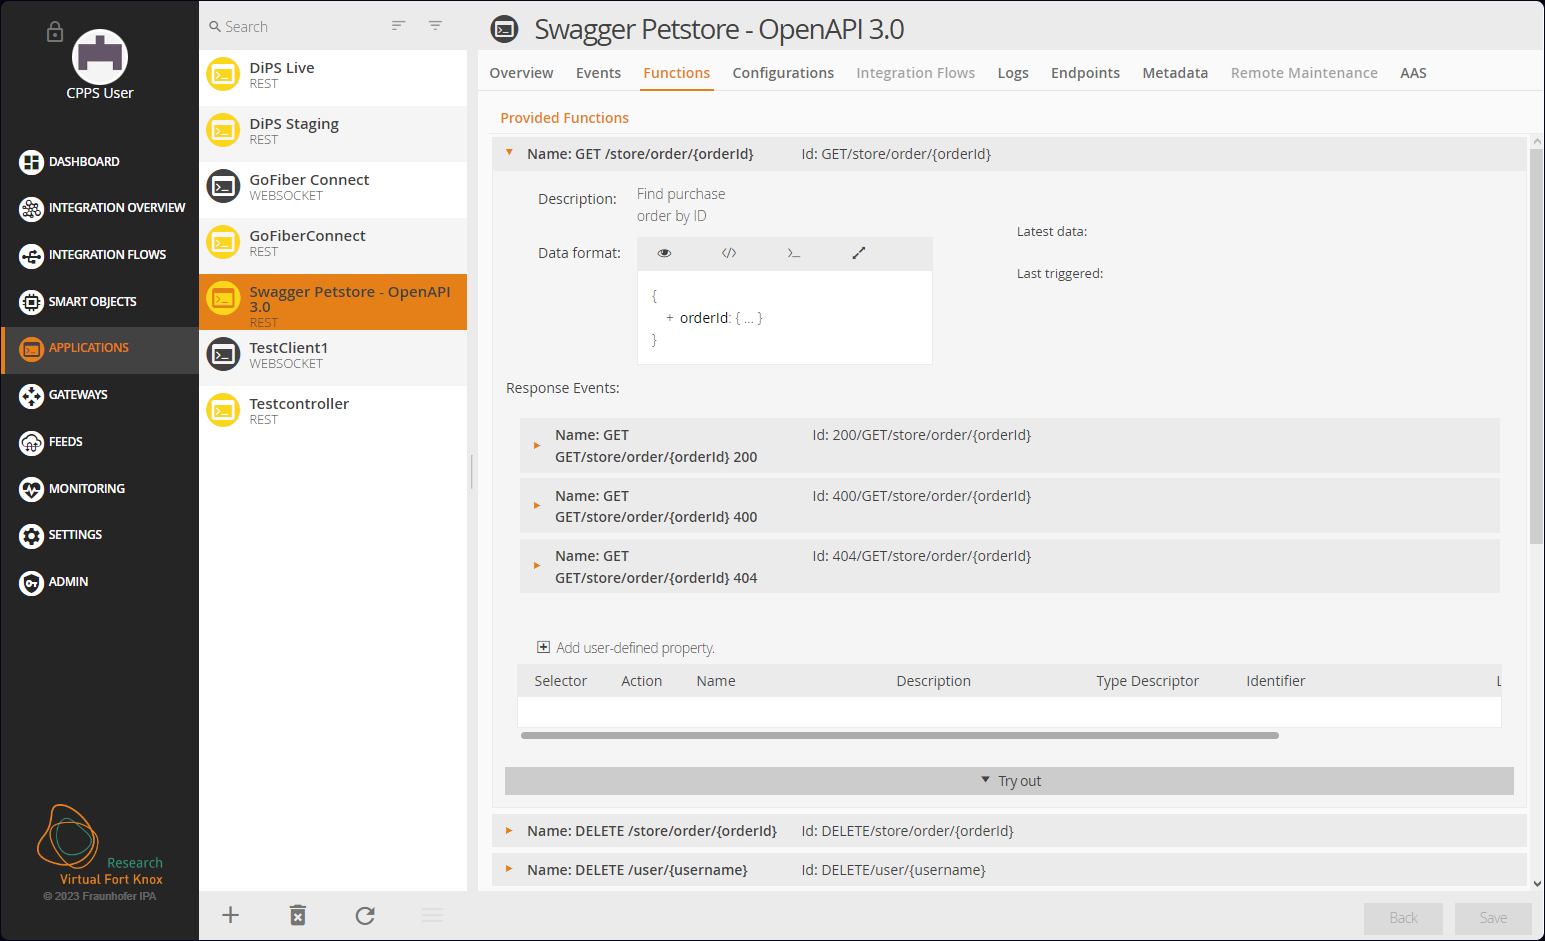 CPPS User
DASHBOARD
INTEGRATION OVERVIEW
INTEGRATION FLOWS
SMART OBJECTS
APPLICATIONS
GATEWAYS
FEEDS
MONITORING
SETTINGS
ADMIN
Research
Virtual Fort Knox
© 2023 Fraunhofer IPA
Search
DiPS Live
REST
DiPS Staging
REST
GoFiber Connect
WEBSOCKET
GoFiberConnect
REST
Swagger Petstore - OpenAPI
3.0
REST
TestClient1
WEBSOCKET
Testcontroller
REST
Swagger Petstore - OpenAPI 3.0
Overview Events Functions Configurations Integration Flows Logs Endpoints Metadata Remote Maintenance AAS
Provided Functions
Name: GET /store/order/{orderId} Id: GET/store/order/{orderId}
Description: Find purchase
order by ID
Latest data:
Data format:
Last triggered:
{
+ orderId: { ... }
}
Response Events:
Name: GET Id: 200/GET/store/order/{orderId}
GET/store/order/{orderId} 200
Name: GET Id: 400/GET/store/order/{orderId}
GET/store/order/{orderId} 400
Name: GET Id: 404/GET/store/order/{orderId}
GET/store/order/{orderId} 404
Add user-defined property.
Selector Action Name Description Type Descriptor Identifier
Try out
Name: DELETE /store/order/{orderId} Id: DELETE/store/order/{orderId}
Name: DELETE /user/{username} Id: DELETE/user/{username}
Back Save